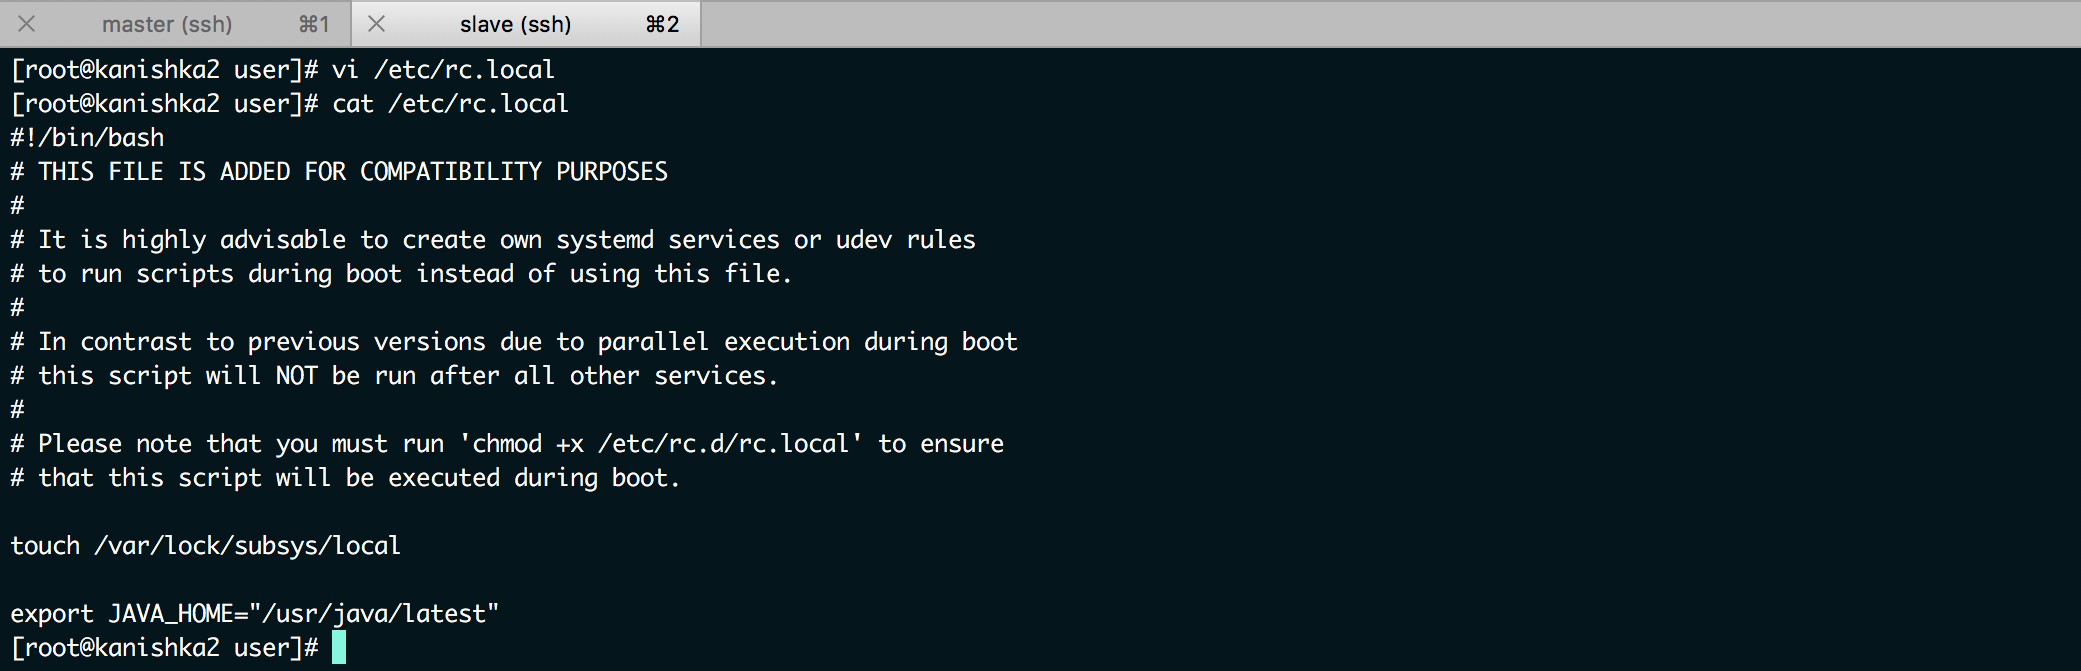 master (ssh) ⌘1 slave (ssh) ⌘2
[root@kanishka2 user]# vi /etc/rc.local
[root@kanishka2 user]# cat /etc/rc.local
#!/bin/bash
# THIS FILE IS ADDED FOR COMPATIBILITY PURPOSES
#
# It is highly advisable to create own systemd services or udev rules
# to run scripts during boot instead of using this file.
#
# In contrast to previous versions due to parallel execution during boot
# this script will NOT be run after all other services.
#
# Please note that you must run 'chmod +x /etc/rc.d/rc.local' to ensure
# that this script will be executed during boot.
touch /var/lock/subsys/local
export JAVA_HOME="/usr/java/latest"
[root@kanishka2 user]#